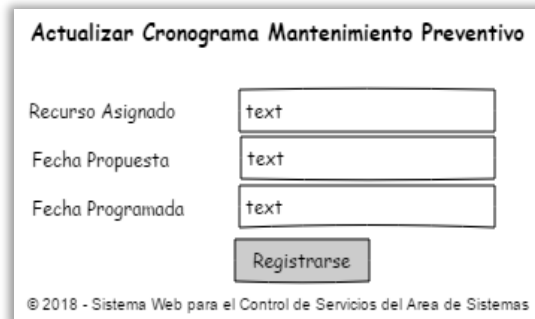 Actualizar Cronograma Mantenimiento Preventivo
Recurso Asignado text
Fecha Propuesta text
Fecha Programada text
Registrarse
© 2018 - Sistema Web para el Control de Servicios del Area de Sistemas